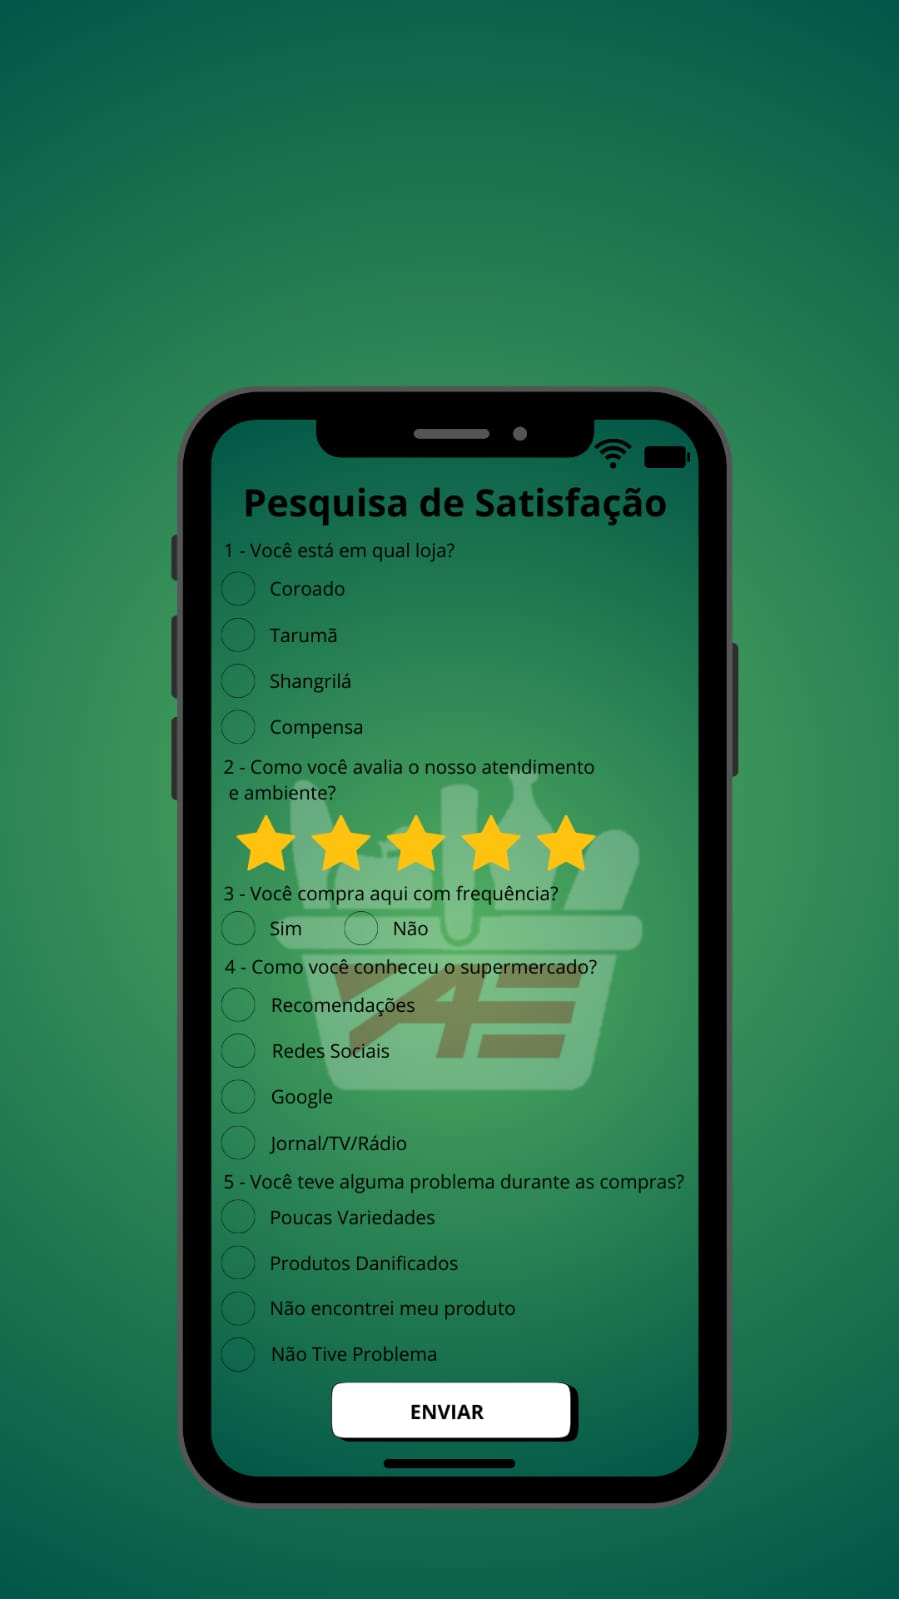 Pesquisa de Satisfação
1 - Você está em qual loja?
Coroado
Tarumã
Shangrilá
Compensa
2 - Como você avalia o nosso atendimento
e ambiente?
3 - Você compra aqui com frequência?
Sim Não
4 - Como você conheceu o supermercado?
Recomendações
Redes Sociais
Google
Jornal/TV/Rádio
5 - Você teve alguma problema durante as compras?
Poucas Variedades
Produtos Danificados
Não encontrei meu produto
Não Tive Problema
ENVIAR